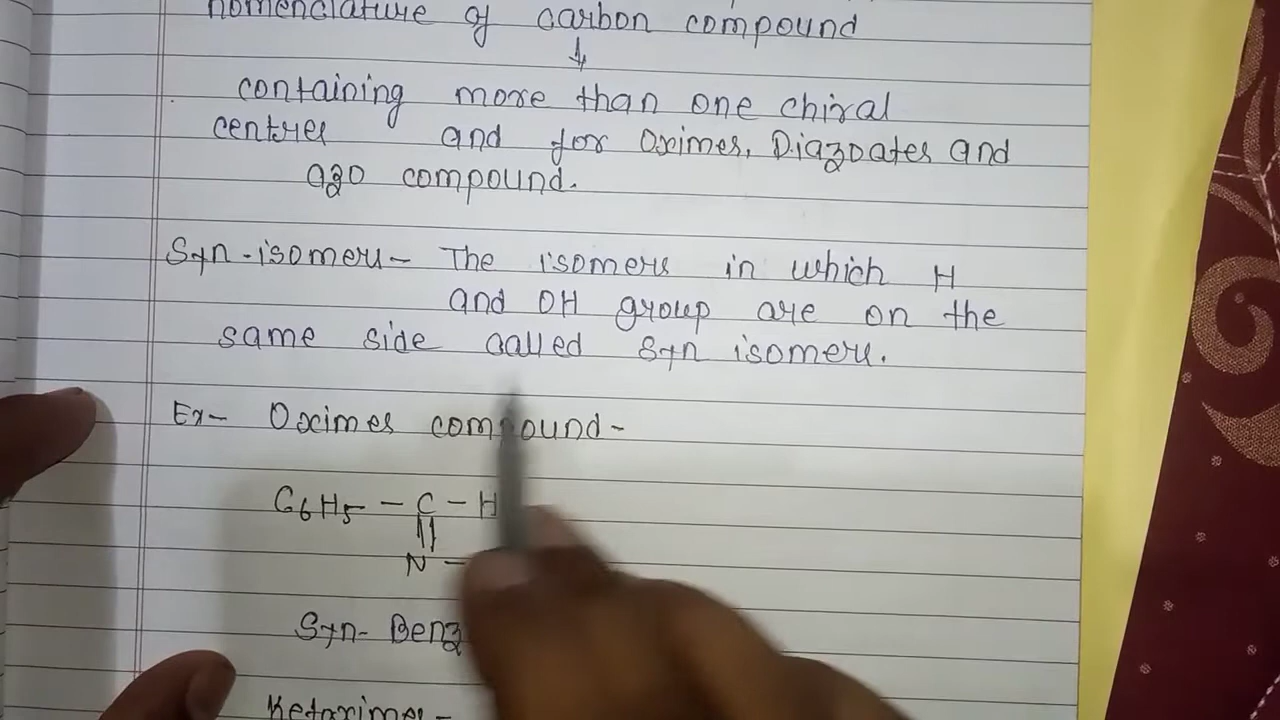 nomenclature of carbon compound
↓
containing more than one chiral
centres and for Oximes, Diazoates and
azo compound.
Syn-isomers- The isomers in which H
and OH group are on the
same side called Syn isomers.
Ex- Oximes compound-
C6H5 - C - H
||
N -
Syn-
Ketoximes-